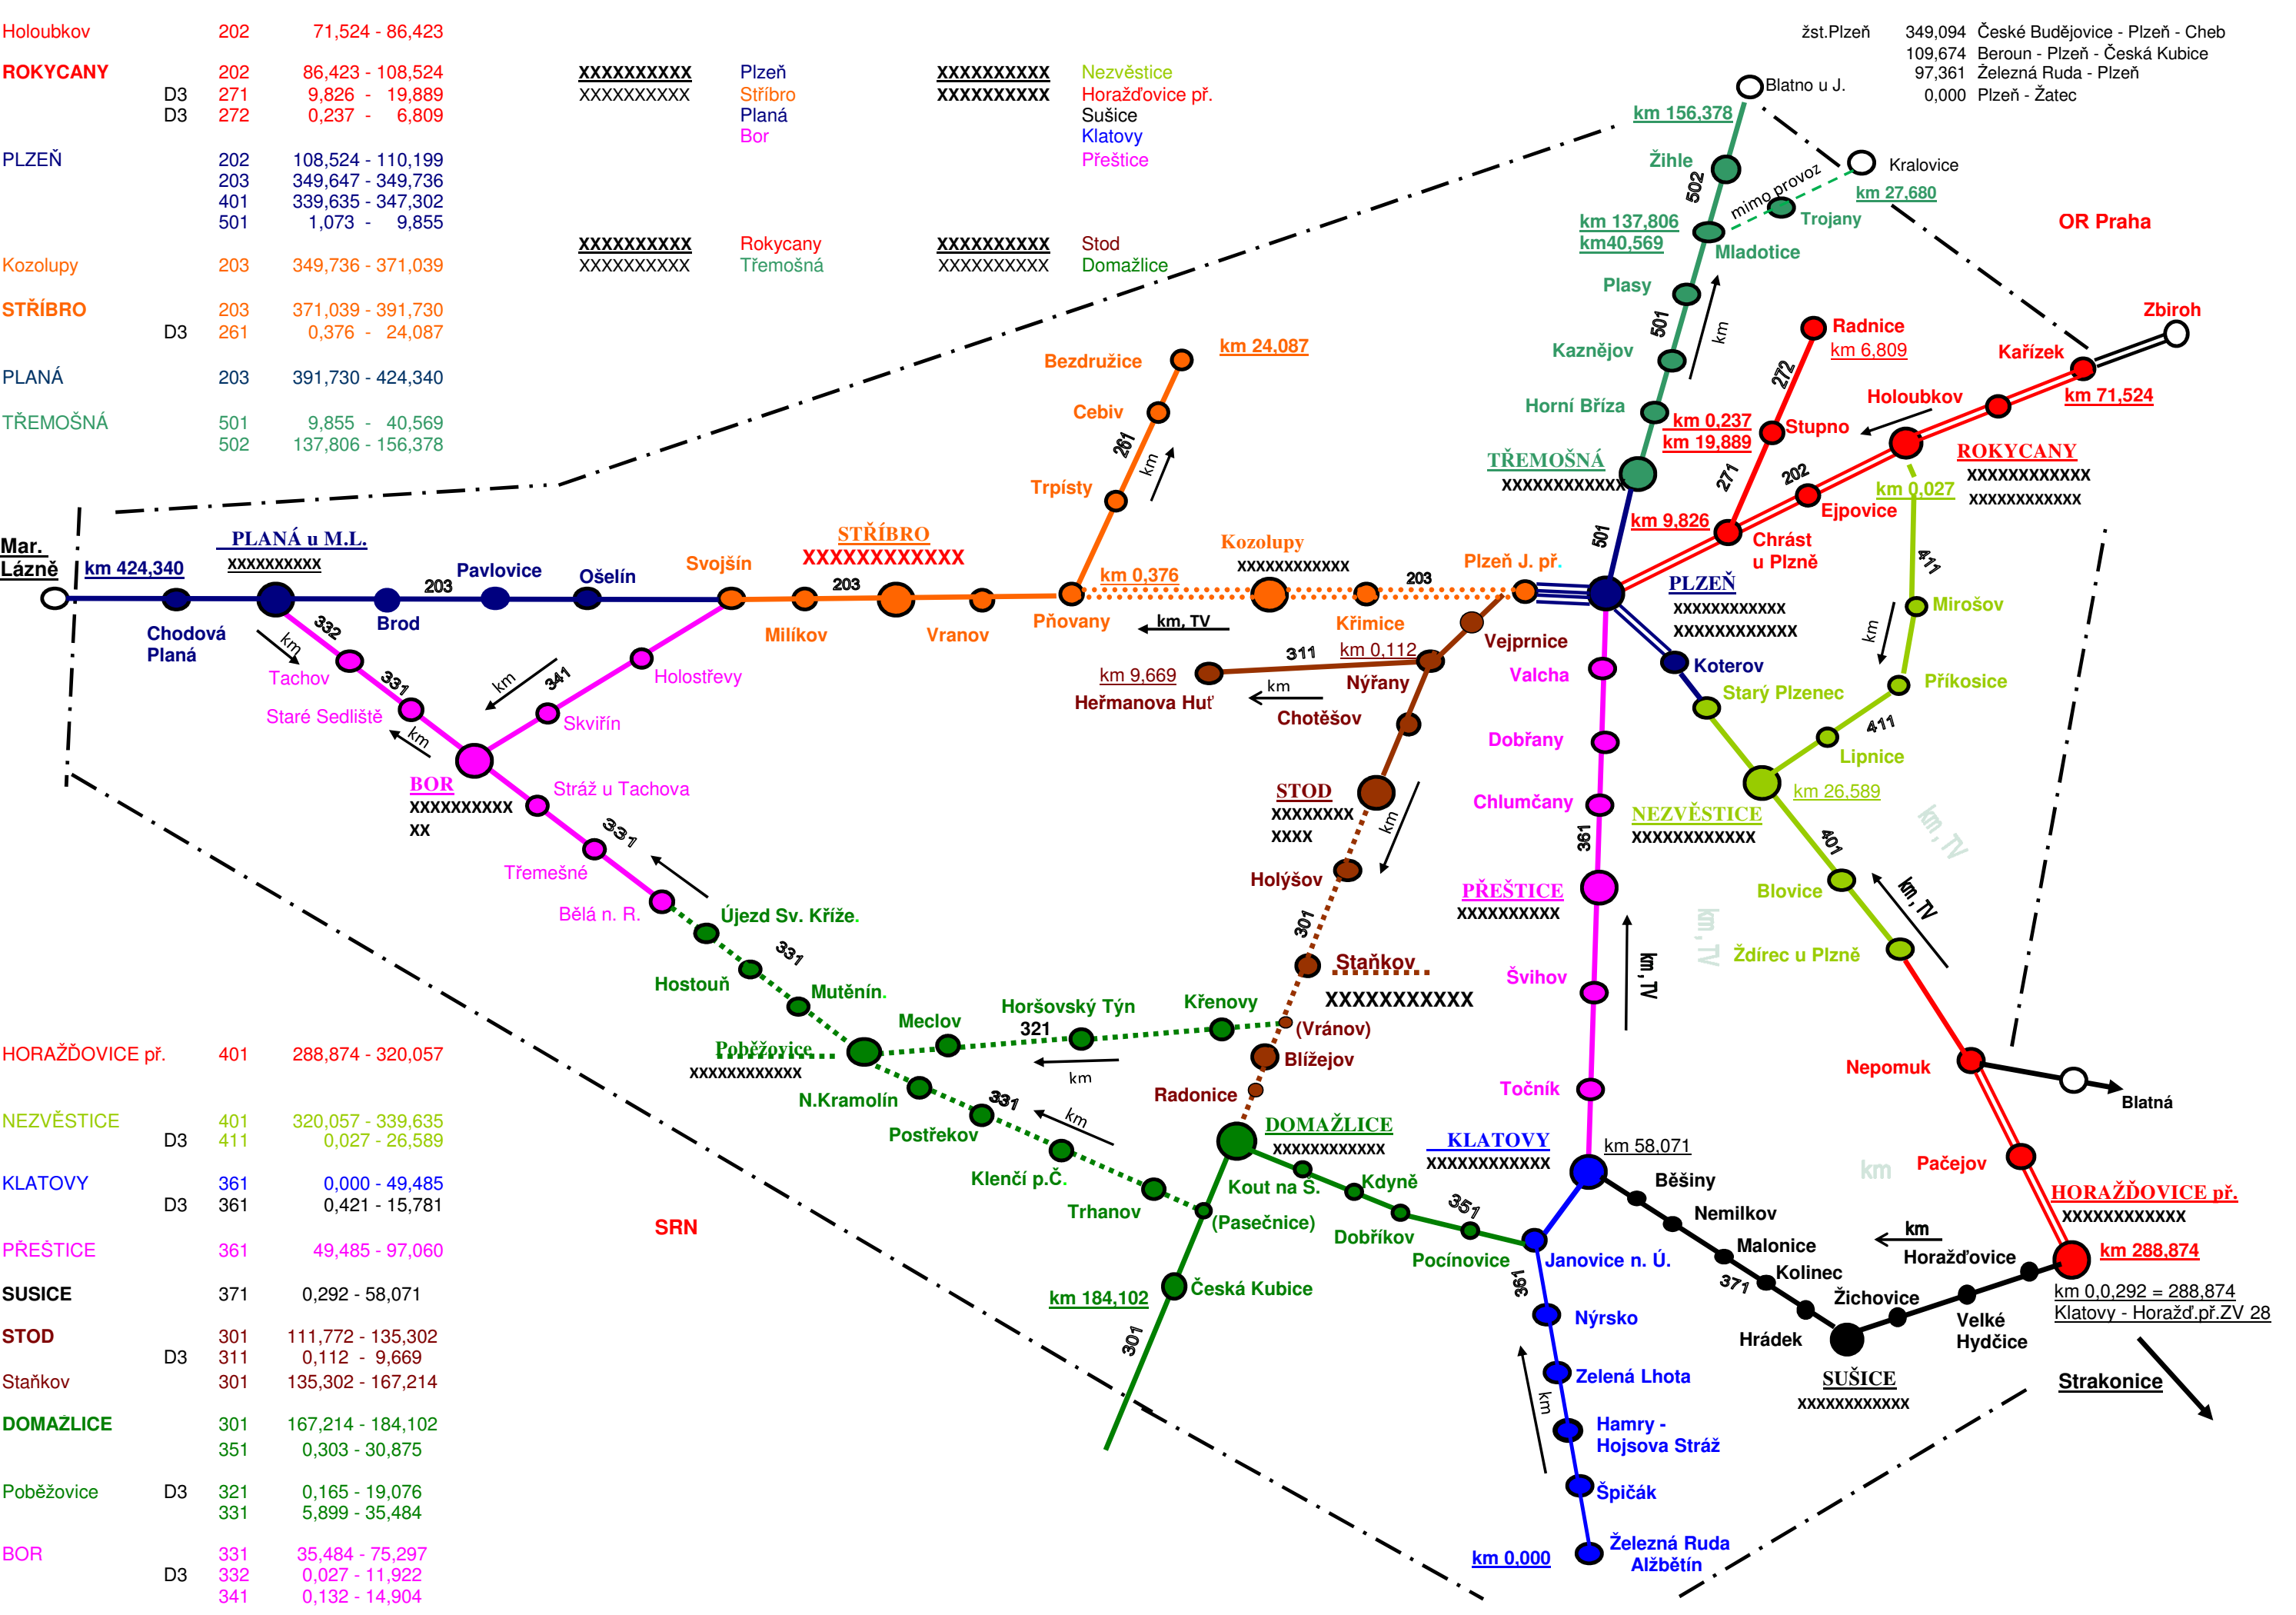 Holoubkov 202 71,524 - 86,423
ROKYCANY 202 86,423 - 108,524
D3 271 9,826 - 19,889
D3 272 0,237 - 6,809
PLZEŇ 202 108,524 - 110,199
203 349,647 - 349,736
401 339,635 - 347,302
501 1,073 - 9,855
Kozolupy 203 349,736 - 371,039
STŘÍBRO 203 371,039 - 391,730
D3 261 0,376 - 24,087
PLANÁ 203 391,730 - 424,340
TŘEMOŠNÁ 501 9,855 - 40,569
502 137,806 - 156,378
XXXXXXXXXX Plzeň XXXXXXXXXX Nezvěstice
XXXXXXXXXX Stříbro XXXXXXXXXX Horažďovice př.
Planá Sušice
Bor Klatovy
Přeštice
XXXXXXXXXX Rokycany XXXXXXXXXX Stod
XXXXXXXXXX Třemošná XXXXXXXXXX Domažlice
žst.Plzeň 349,094 České Budějovice - Plzeň - Cheb
109,674 Beroun - Plzeň - Česká Kubice
97,361 Železná Ruda - Plzeň
0,000 Plzeň - Žatec
Blatno u J.
km 156,378
Žihle
502
Kralovice
km 27,680
mimo provoz
Trojany
km 137,806
km40,569
Mladotice
OR Praha
Plasy
501
km
Kaznějov
Horní Bříza
TŘEMOŠNÁ
XXXXXXXXXXXX
501
Radnice
km 6,809
272
km 0,237
km 19,889
Stupno
271
202
Zbiroh
Kařízek
km 71,524
Holoubkov
ROKYCANY
XXXXXXXXXXXX
XXXXXXXXXXXX
km 0,027
Ejpovice
km 9,826
Chrást
u Plzně
411
Mirošov
km
Příkosice
411
Lipnice
Bezdružice
km 24,087
Cebiv
261
km
Trpísty
Mar.
Lázně
km 424,340
PLANÁ u M.L.
XXXXXXXXXX
Chodová
Planá
Brod
203
Pavlovice
Ošelín
Svojšín
STŘÍBRO
XXXXXXXXXXXX
203
Milíkov
Vranov
Pňovany
km 0,376
Kozolupy
XXXXXXXXXXXX
203
Křimice
km, TV
Plzeň J. př.
PLZEŇ
XXXXXXXXXXXX
XXXXXXXXXXXX
Koterov
Starý Plzenec
332
km
Tachov
331
Staré Sedliště
km
341
km
Holostřevy
Skviřín
BOR
XXXXXXXXXX
XX
Stráž u Tachova
331
Třemešné
Bělá n. R.
Vejprnice
311
km 0,112
km 9,669
Heřmanova Huť
km
Nýřany
Chotěšov
STOD
XXXXXXXX
XXXX
km
Holýšov
301
Staňkov
XXXXXXXXXXX
(Vránov)
Blížejov
Radonice
Valcha
Dobřany
Chlumčany
361
PŘEŠTICE
XXXXXXXXXX
Švihov
km, TV
Točník
NEZVĚSTICE
XXXXXXXXXXXX
km 26,589
401
km, TV
Blovice
km, TV
km, TV
Ždírec u Plzně
Nepomuk
Blatná
Pačejov
km
HORAŽĎOVICE př.
XXXXXXXXXXXX
km 288,874
km 0,0,292 = 288,874
Klatovy - Horažď.př.ZV 28
Strakonice
Újezd Sv. Kříže.
331
Hostouň
Mutěnín.
Poběžovice
XXXXXXXXXXXX
Meclov
Horšovský Týn
321
Křenovy
km
N.Kramolín
331
km
Postřekov
Klenčí p.Č.
Trhanov
(Pasečnice)
DOMAŽLICE
XXXXXXXXXXXX
Kout na Š.
Kdyně
Dobříkov
351
Pocínovice
Česká Kubice
km 184,102
301
SRN
KLATOVY
XXXXXXXXXXXX
km 58,071
Běšiny
Nemilkov
Malonice
Kolinec
371
Hrádek
SUŠICE
XXXXXXXXXXXX
Žichovice
Velké
Hydčice
Horažďovice
km
Janovice n. Ú.
361
Nýrsko
Zelená Lhota
km
Hamry -
Hojsova Stráž
Špičák
km 0,000
Železná Ruda
Alžbětín
HORAŽĎOVICE př. 401 288,874 - 320,057
NEZVĚSTICE 401 320,057 - 339,635
D3 411 0,027 - 26,589
KLATOVY 361 0,000 - 49,485
D3 361 0,421 - 15,781
PŘEŠTICE 361 49,485 - 97,060
SUSICE 371 0,292 - 58,071
STOD 301 111,772 - 135,302
D3 311 0,112 - 9,669
Staňkov 301 135,302 - 167,214
DOMAŽLICE 301 167,214 - 184,102
351 0,303 - 30,875
Poběžovice D3 321 0,165 - 19,076
331 5,899 - 35,484
BOR 331 35,484 - 75,297
D3 332 0,027 - 11,922
341 0,132 - 14,904